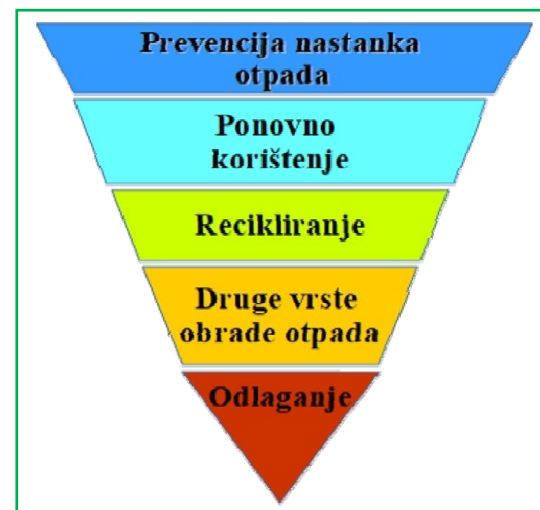 Prevencija nastanka
otpada
Ponovno
korištenje
Recikliranje
Druge vrste
obrade otpada
Odlaganje